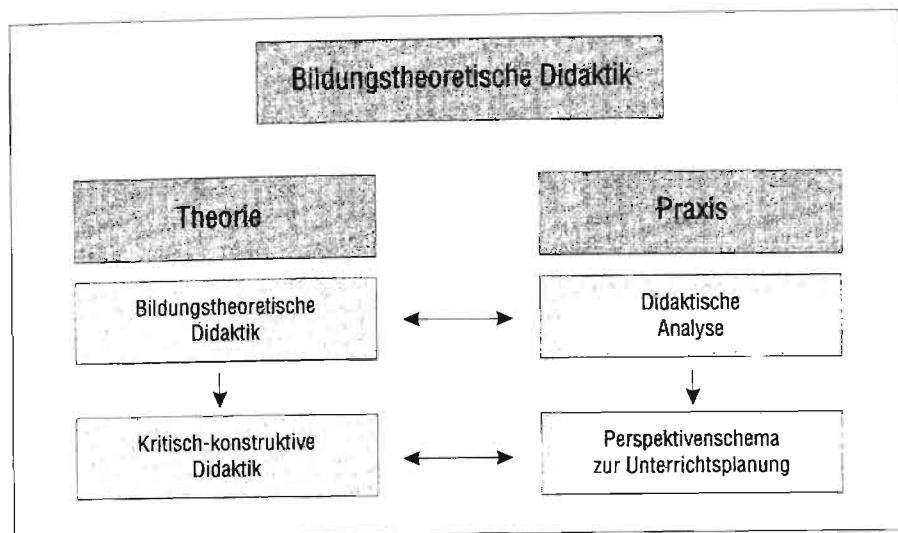 Bildungstheoretische Didaktik
Theorie
Praxis
Bildungstheoretische
Didaktik
Didaktische
Analyse
Kritisch-konstruktive
Didaktik
Perspektivenschema
zur Unterrichtsplanung